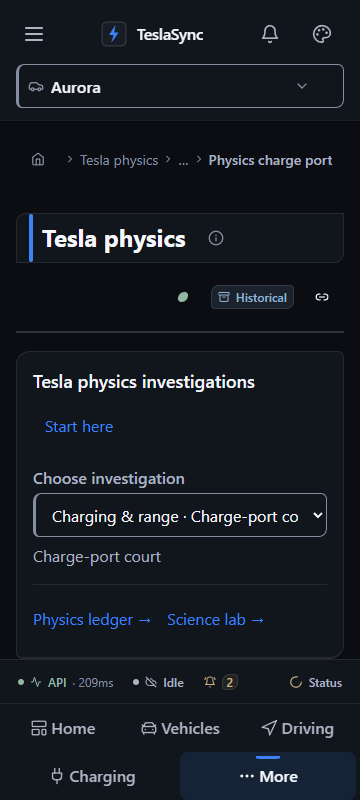 TeslaSync
Aurora
Tesla physics › ... › Physics charge port
Tesla physics
Historical
Tesla physics investigations
Start here
Choose investigation
Charging & range · Charge-port co
Charge-port court
Physics ledger → Science lab →
API · 209ms Idle 2 Status
Home Vehicles Driving
Charging ··· More